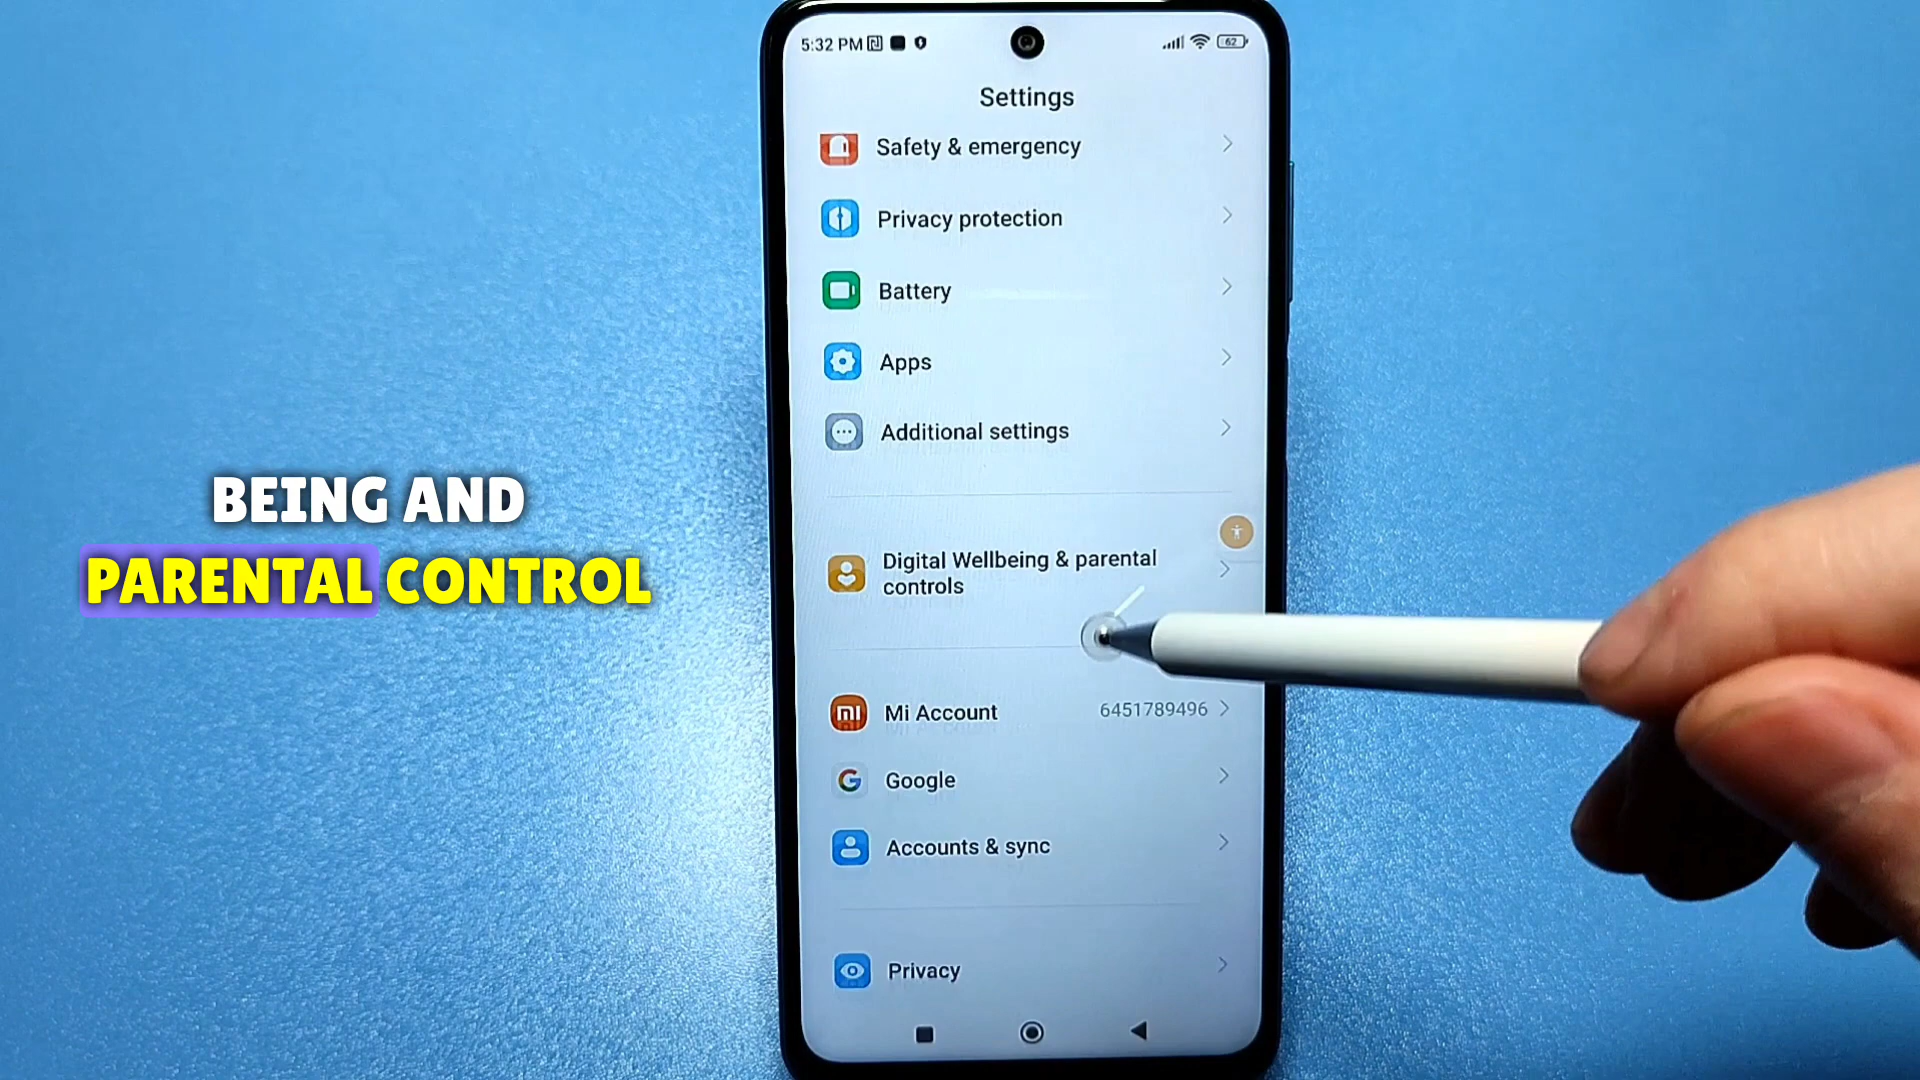 BEING AND
PARENTAL CONTROL
5:32 PM
62
Settings
Safety & emergency
Privacy protection
Battery
Apps
Additional settings
Digital Wellbeing & parental
controls
Mi Account 6451789496
Google
Accounts & sync
Privacy